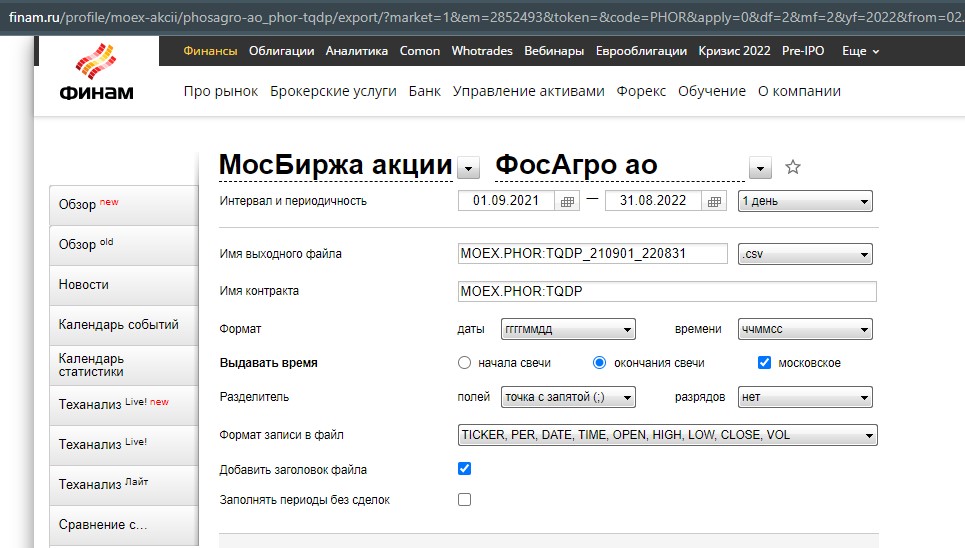 finam.ru/profile/moex-akcii/phosagro-ao_phor-tqdp/export/?market=1&em=2852493&token=&code=PHOR&apply=0&df=2&mf=2&yf=2022&from=02.
Финансы Облигации Аналитика Comon Whotrades Вебинары Еврооблигации Кризис 2022 Pre-IPO Еще
ФИНАМ
Про рынок Брокерские услуги Банк Управление активами Форекс Обучение О компании
МосБиржа акции ФосАгро ао
Интервал и периодичность 01.09.2021 — 31.08.2022 1 день
Имя выходного файла MOEX.PHOR:TQDP_210901_220831 .csv
Имя контракта MOEX.PHOR:TQDP
Формат даты ггггммдд времени ччммсс
Выдавать время начала свечи окончания свечи московское
Разделитель полей точка с запятой (;) разрядов нет
Формат записи в файл TICKER, PER, DATE, TIME, OPEN, HIGH, LOW, CLOSE, VOL
Добавить заголовок файла
Заполнять периоды без сделок
Обзор new
Обзор old
Новости
Календарь событий
Календарь
статистики
Теханализ Live! new
Теханализ Live!
Теханализ Лайт
Сравнение с...